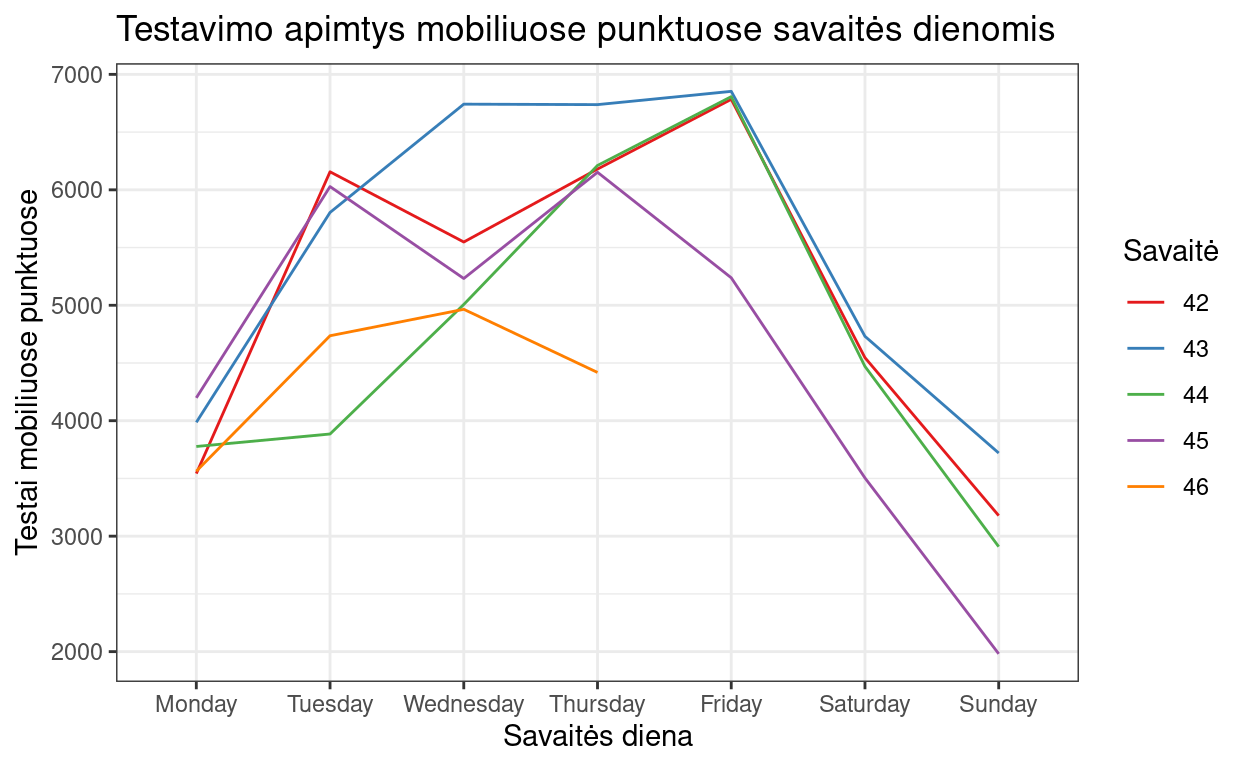 Testavimo apimtys mobiliuose punktuose savaitės dienomis
Testai mobiliuose punktuose
7000
6000
5000
4000
3000
2000
Monday
Tuesday
Wednesday
Thursday
Friday
Saturday
Sunday
Savaitės diena
Savaitė
42
43
44
45
46